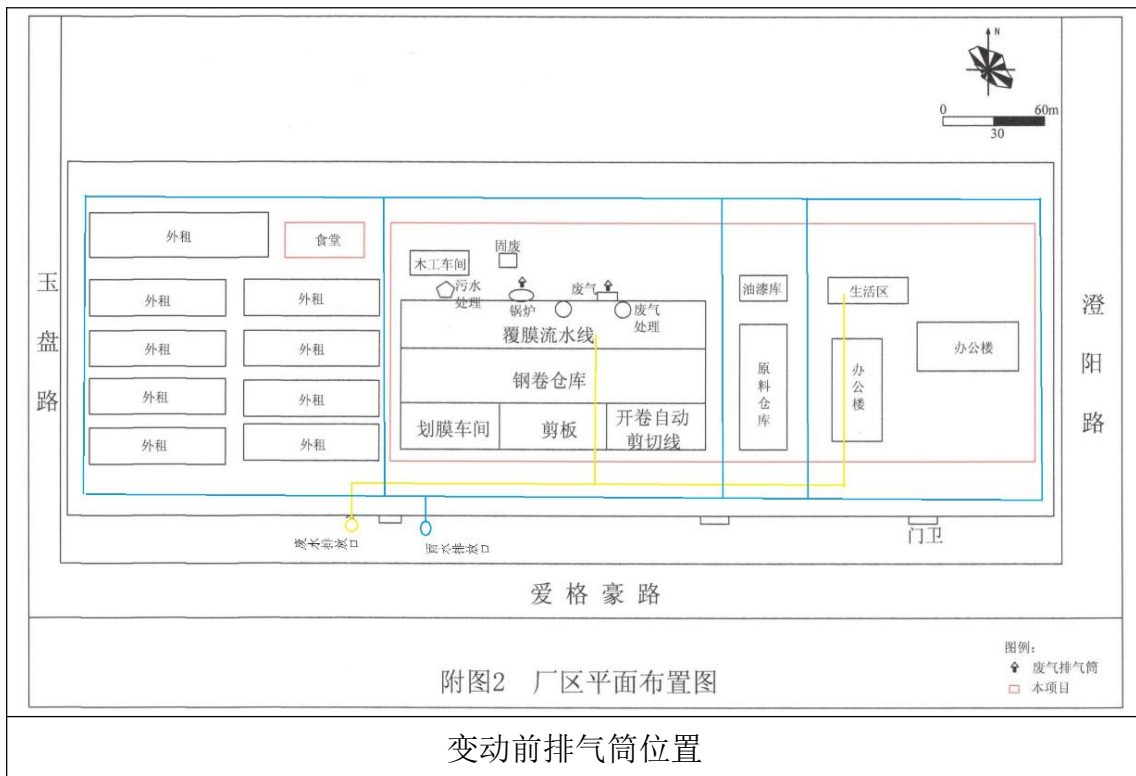 N
0 60m
30
外租
食堂
外租 外租
外租 外租
外租 外租
外租 外租
玉盘路
木工车间
固废
污水处理
锅炉
废气
废气处理
覆膜流水线
钢卷仓库
划膜车间
剪板
开卷自动剪切线
油漆库
原料仓库
生活区
办公楼
办公楼
澄阳路
废水排放口
雨水排放口
门卫
爱格豪路
附图2 厂区平面布置图
图例：
废气排气筒
本项目
变动前排气筒位置